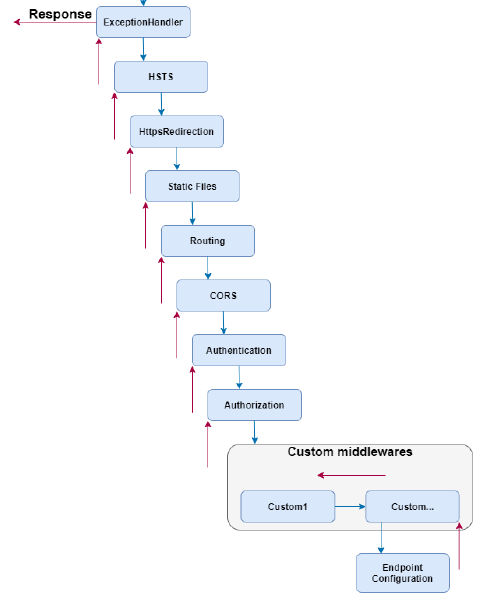 Response
ExceptionHandler
HSTS
HttpsRedirection
Static Files
Routing
CORS
Authentication
Authorization
Custom middlewares
Custom1
Custom...
Endpoint
Configuration